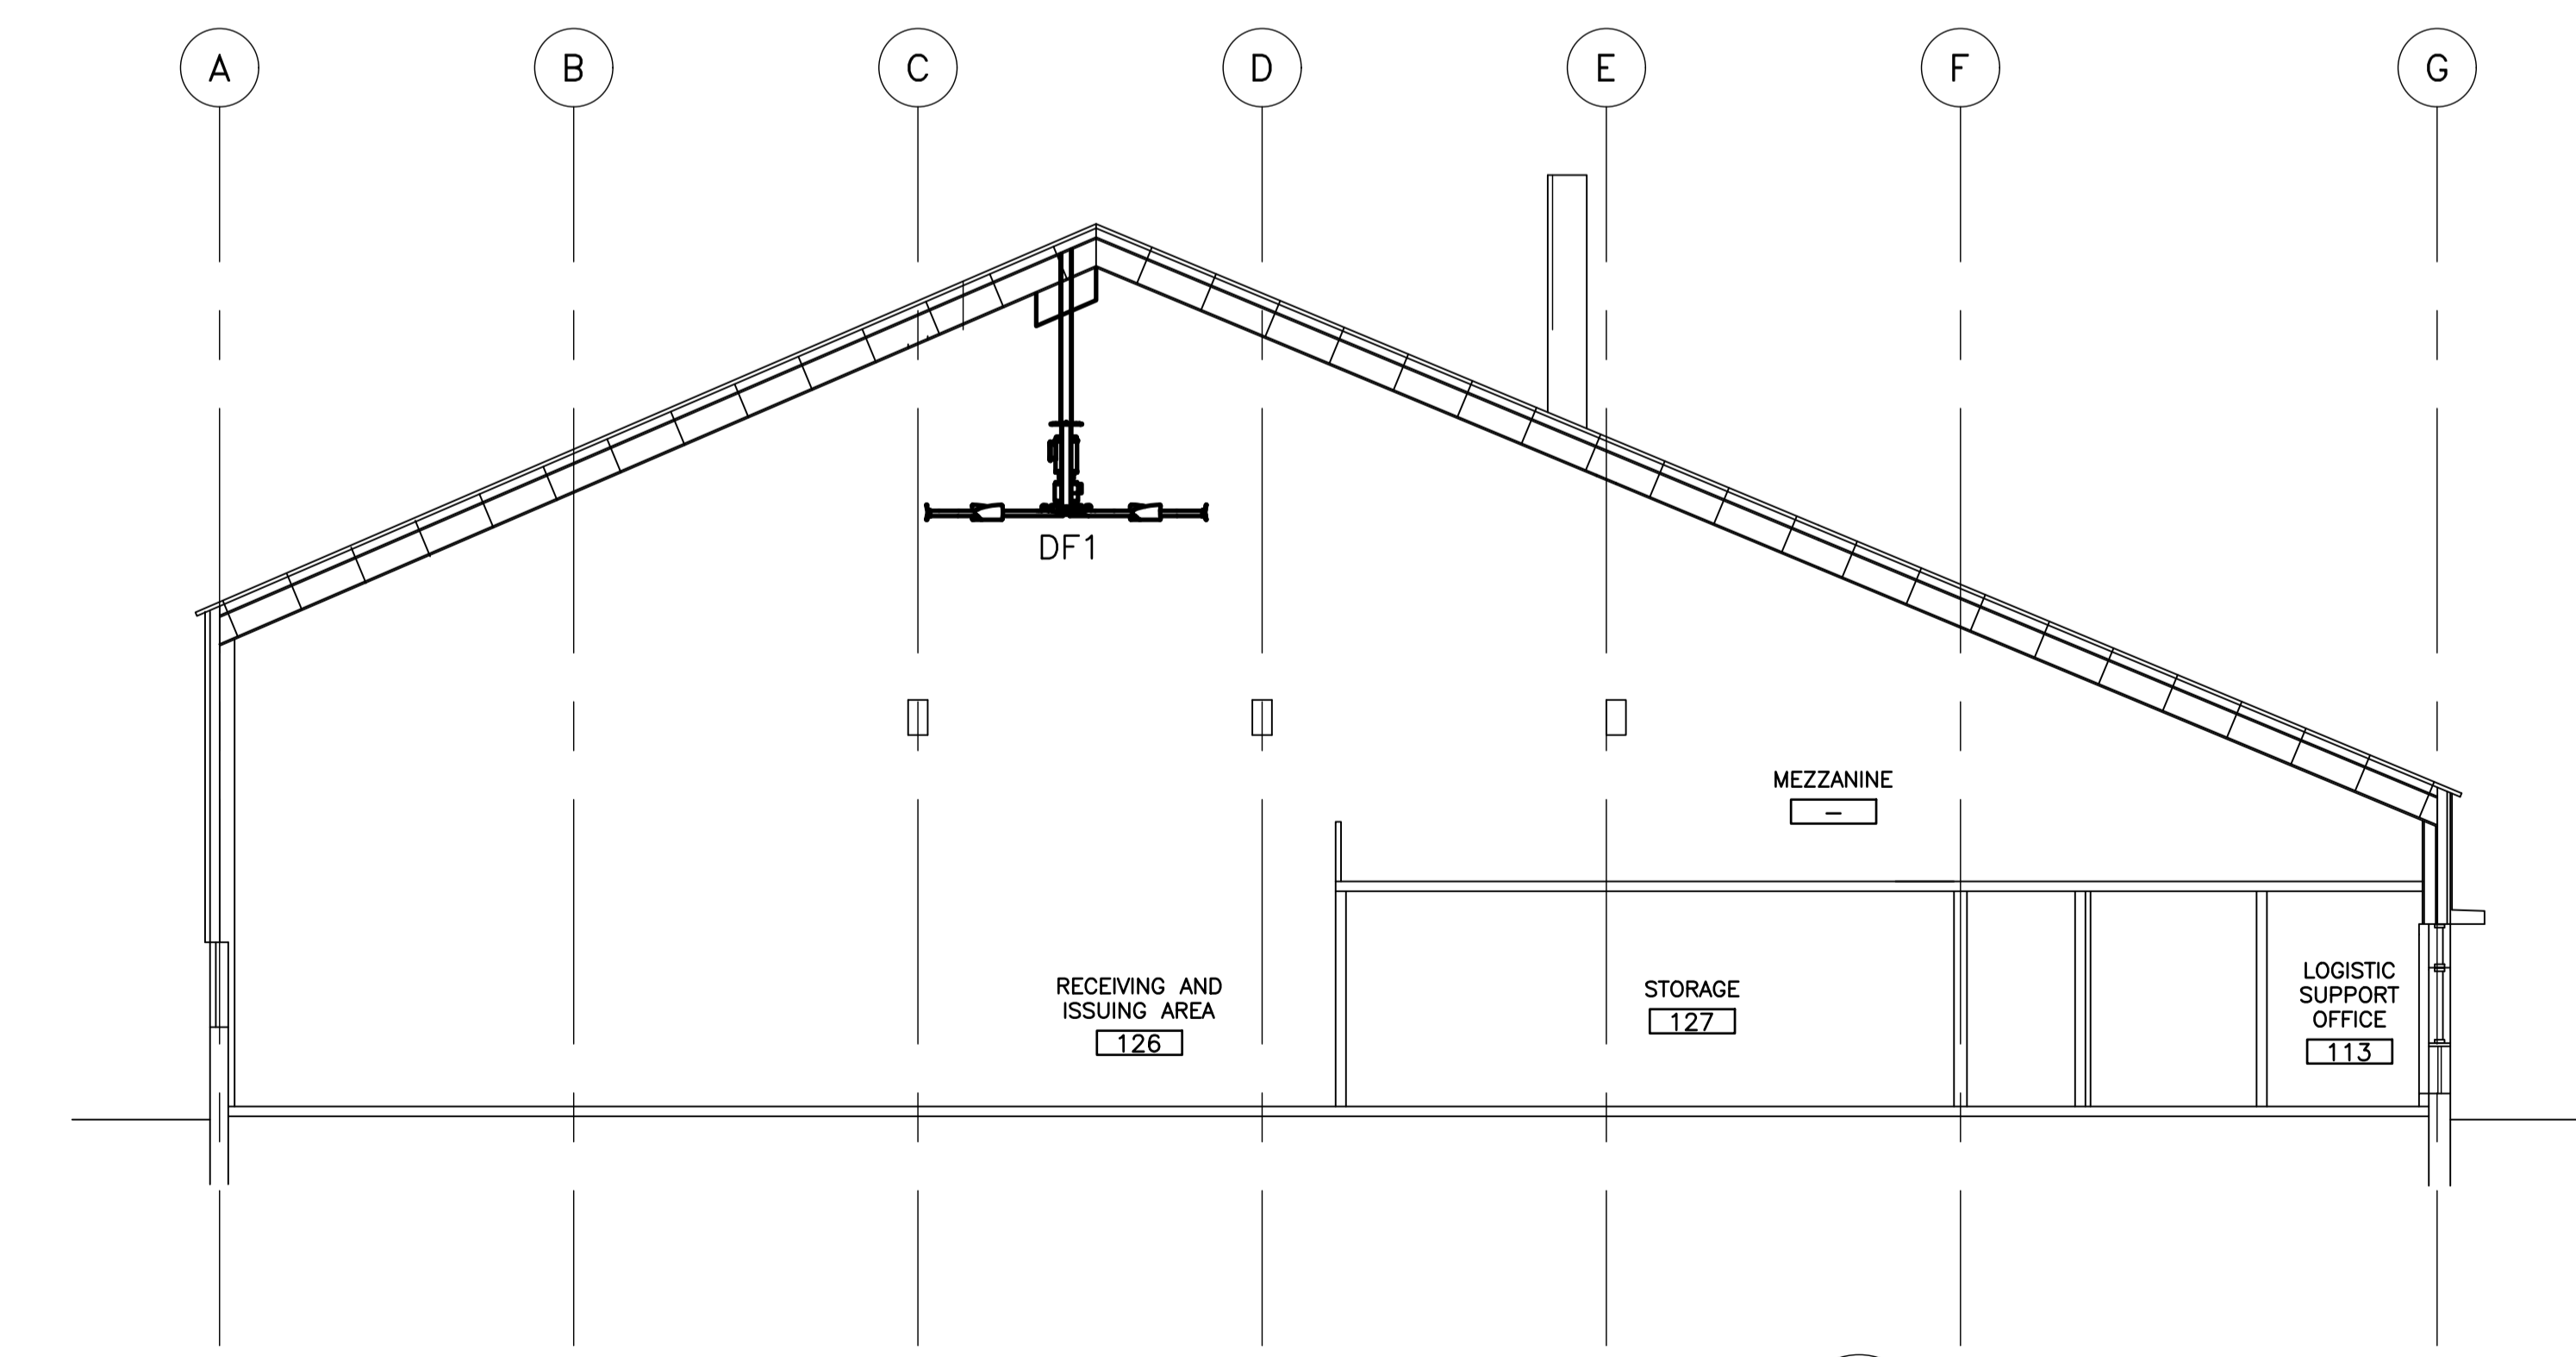 A B C D E F G
DF1
MEZZANINE
–
RECEIVING AND
ISSUING AREA
126
STORAGE
127
LOGISTIC
SUPPORT
OFFICE
113